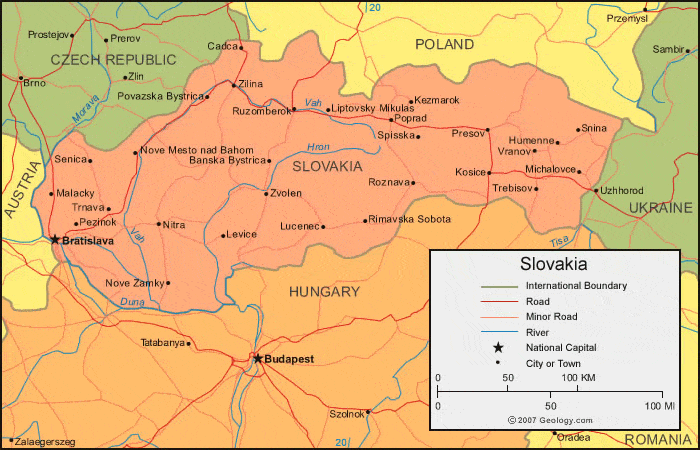 20
Prostejov
Prerov
Cadca
POLAND
Przemysl
CZECH REPUBLIC
Sambir
Brno
Zlin
Zilina
Povazska Bystrica
Morava
Ruzomberok
Vah
Liptovsky Mikulas
Kezmarok
Poprad
Spisska
Presov
Snina
Humenne
Vranov
Nove Mesto nad Bahom
Hron
Senica
Banska Bystrica
SLOVAKIA
Kosice
Michalovce
AUSTRIA
Malacky
Zvolen
Roznava
Trebisov
Uzhhorod
UKRAINE
Trnava
Pezinok
Nitra
Vah
Levice
Lucenec
Rimavska Sobota
Bratislava
Tisa
Nove Zamky
Duna
HUNGARY
Tatabanya
Budapest
Szolnok
Zalaegerszeg
20
Oradea
ROMANIA
Slovakia
International Boundary
Road
Minor Road
River
National Capital
City or Town
0 50 100 KM
0 50 100 MI
© 2007 Geology.com